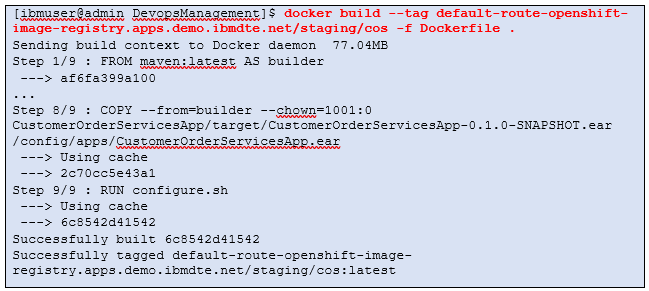 [ibmuser@admin DevopsManagement]$ docker build --tag default-route-openshift-
image-registry.apps.demo.ibmdte.net/staging/cos -f Dockerfile .
Sending build context to Docker daemon  77.04MB
Step 1/9 : FROM maven:latest AS builder
 ---> af6fa399a100
...
Step 8/9 : COPY --from=builder --chown=1001:0
CustomerOrderServicesApp/target/CustomerOrderServicesApp-0.1.0-SNAPSHOT.ear
/config/apps/CustomerOrderServicesApp.ear
 ---> Using cache
 ---> 2c70cc5e43a1
Step 9/9 : RUN configure.sh
 ---> Using cache
 ---> 6c8542d41542
Successfully built 6c8542d41542
Successfully tagged default-route-openshift-image-
registry.apps.demo.ibmdte.net/staging/cos:latest